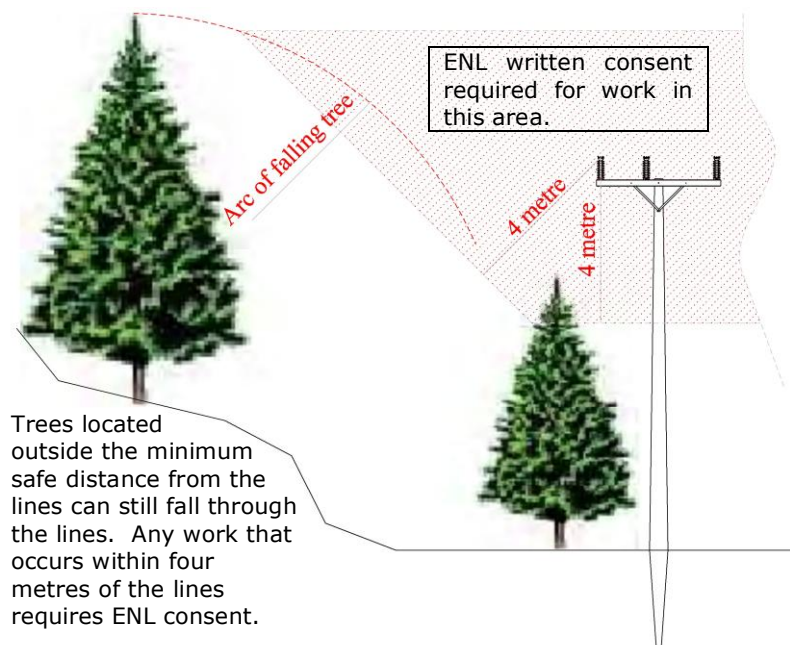 ENL written consent
required for work in
this area.
Arc of falling tree
4 metre
4 metre
Trees located
outside the minimum
safe distance from the
lines can still fall through
the lines. Any work that
occurs within four
metres of the lines
requires ENL consent.